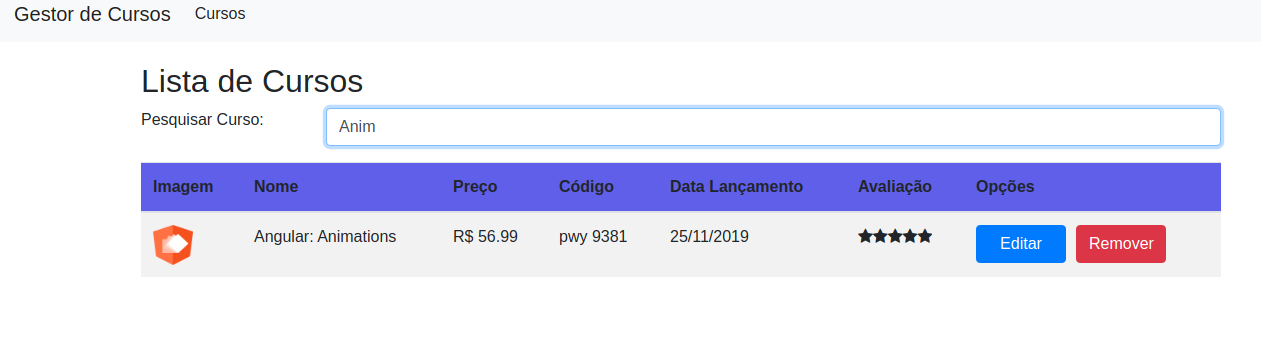 Gestor de Cursos Cursos
Lista de Cursos
Pesquisar Curso: Anim
Imagem Nome Preço Código Data Lançamento Avaliação Opções
Angular: Animations R$ 56.99 pwy 9381 25/11/2019 Editar Remover